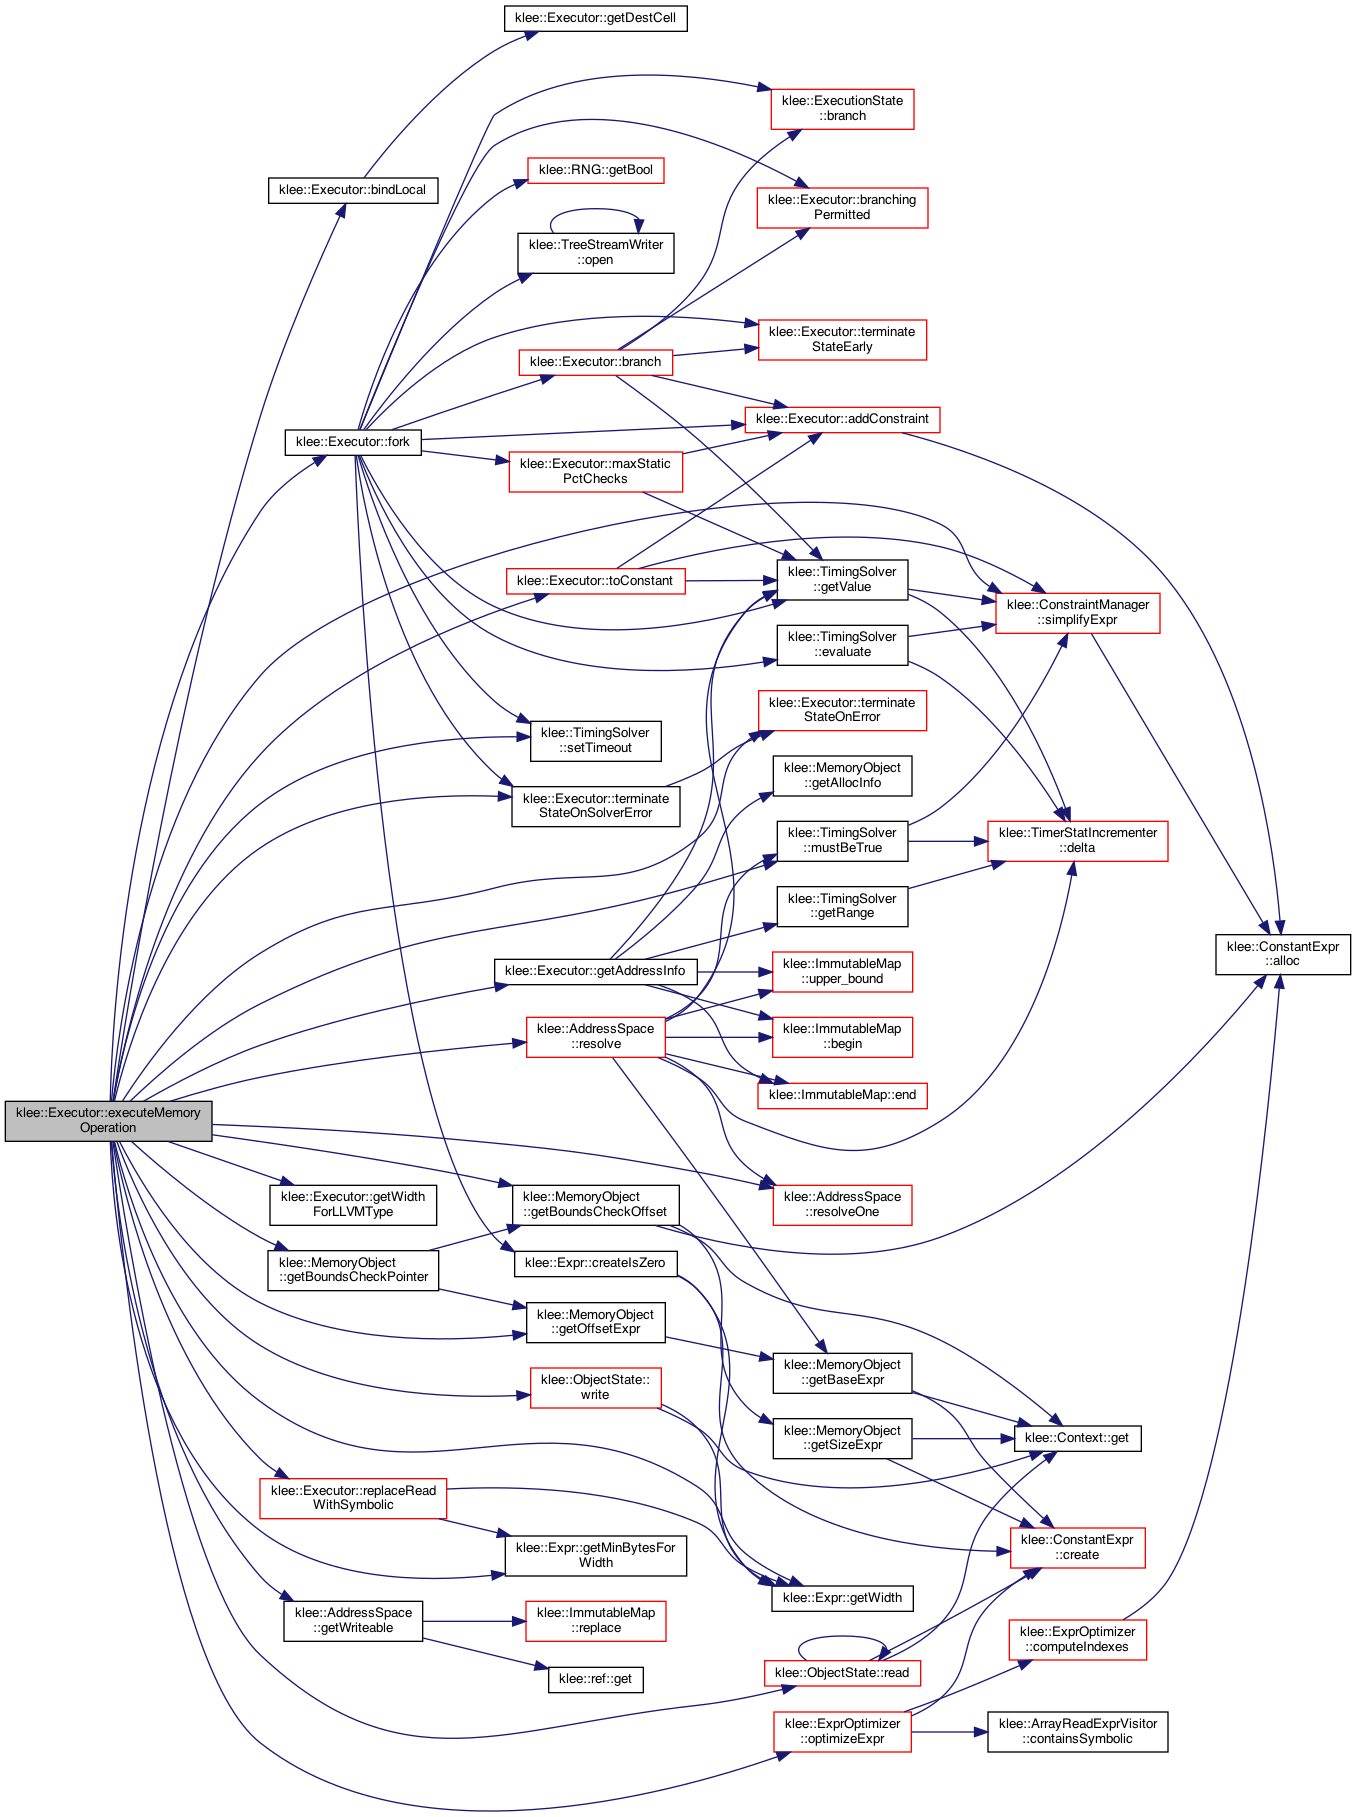 klee::Executor::getDestCell
klee::ExecutionState
::branch
klee::RNG::getBool
klee::Executor::bindLocal
klee::Executor::branching
Permitted
klee::TreeStreamWriter
::open
klee::Executor::terminate
StateEarly
klee::Executor::branch
klee::Executor::addConstraint
klee::Executor::fork
klee::Executor::maxStatic
PctChecks
klee::Executor::toConstant
klee::TimingSolver
::getValue
klee::ConstraintManager
::simplifyExpr
klee::TimingSolver
::evaluate
klee::Executor::terminate
StateOnError
klee::TimingSolver
::setTimeout
klee::MemoryObject
::getAllocInfo
klee::Executor::terminate
StateOnSolverError
klee::TimingSolver
::mustBeTrue
klee::TimerStatIncrementer
::delta
klee::TimingSolver
::getRange
klee::ConstantExpr
::alloc
klee::Executor::getAddressInfo
klee::ImmutableMap
::upper_bound
klee::AddressSpace
::resolve
klee::ImmutableMap
::begin
klee::ImmutableMap::end
klee::Executor::executeMemory
Operation
klee::Executor::getWidth
ForLLVMType
klee::MemoryObject
::getBoundsCheckOffset
klee::AddressSpace
::resolveOne
klee::MemoryObject
::getBoundsCheckPointer
klee::Expr::createIsZero
klee::MemoryObject
::getOffsetExpr
klee::MemoryObject
::getBaseExpr
klee::ObjectState::
write
klee::MemoryObject
::getSizeExpr
klee::Context::get
klee::Executor::replaceRead
WithSymbolic
klee::Expr::getMinBytesFor
Width
klee::ConstantExpr
::create
klee::Expr::getWidth
klee::AddressSpace
::getWriteable
klee::ImmutableMap
::replace
klee::ExprOptimizer
::computeIndexes
klee::ref::get
klee::ObjectState::read
klee::ExprOptimizer
::optimizeExpr
klee::ArrayReadExprVisitor
::containsSymbolic